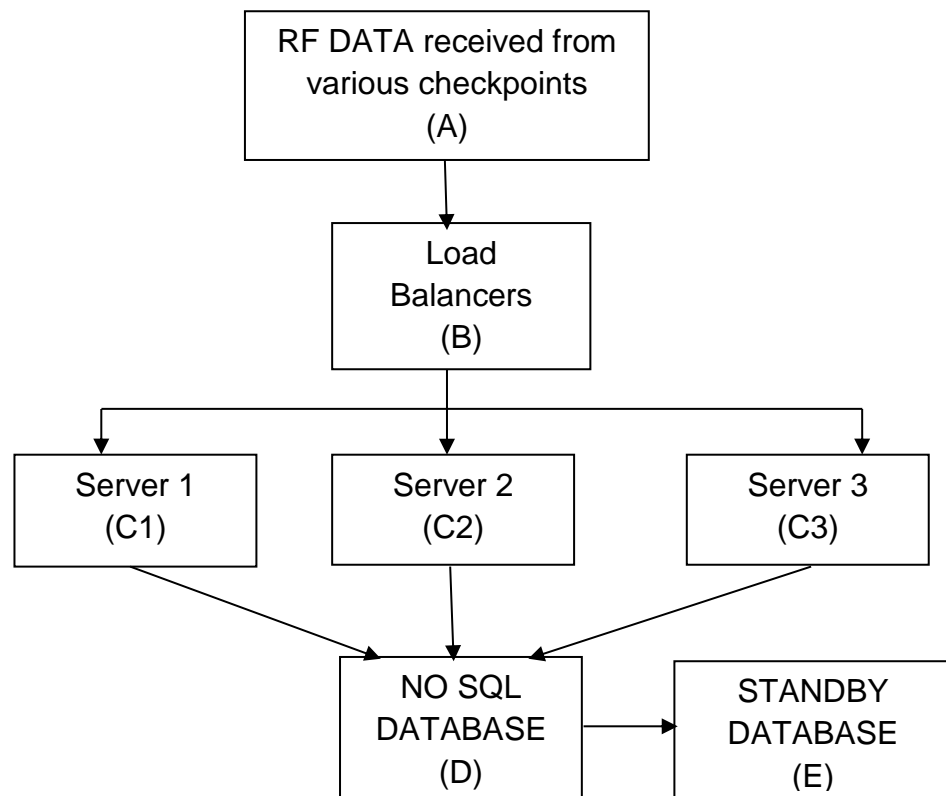 RF DATA received from
various checkpoints
(A)
Load
Balancers
(B)
Server 1
(C1)
Server 2
(C2)
Server 3
(C3)
NO SQL
DATABASE
(D)
STANDBY
DATABASE
(E)